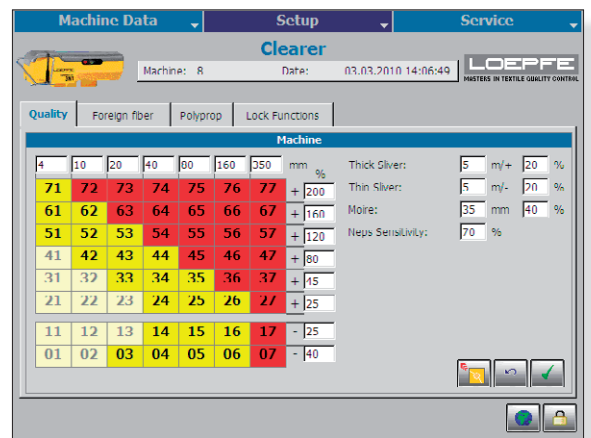 Machine Data Setup Service
Clearer
Machine: 8 Date: 03.03.2010 14:06:49
LOEPFE
MASTERS IN TEXTILE QUALITY CONTROL
Quality Foreign fiber Polyprop Lock Functions
Machine
4 10 20 40 80 160 350 mm % Thick Sliver: 5 m/+ 20 %
71 72 73 74 75 76 77 + 200 Thin Sliver: 5 m/- 20 %
61 62 63 64 65 66 67 + 160 Moire: 35 mm 40 %
51 52 53 54 55 56 57 + 120 Neps Sensitivity: 70 %
41 42 43 44 45 46 47 + 80
31 32 33 34 35 36 37 + 45
21 22 23 24 25 26 27 + 25
11 12 13 14 15 16 17 - 25
01 02 03 04 05 06 07 - 40